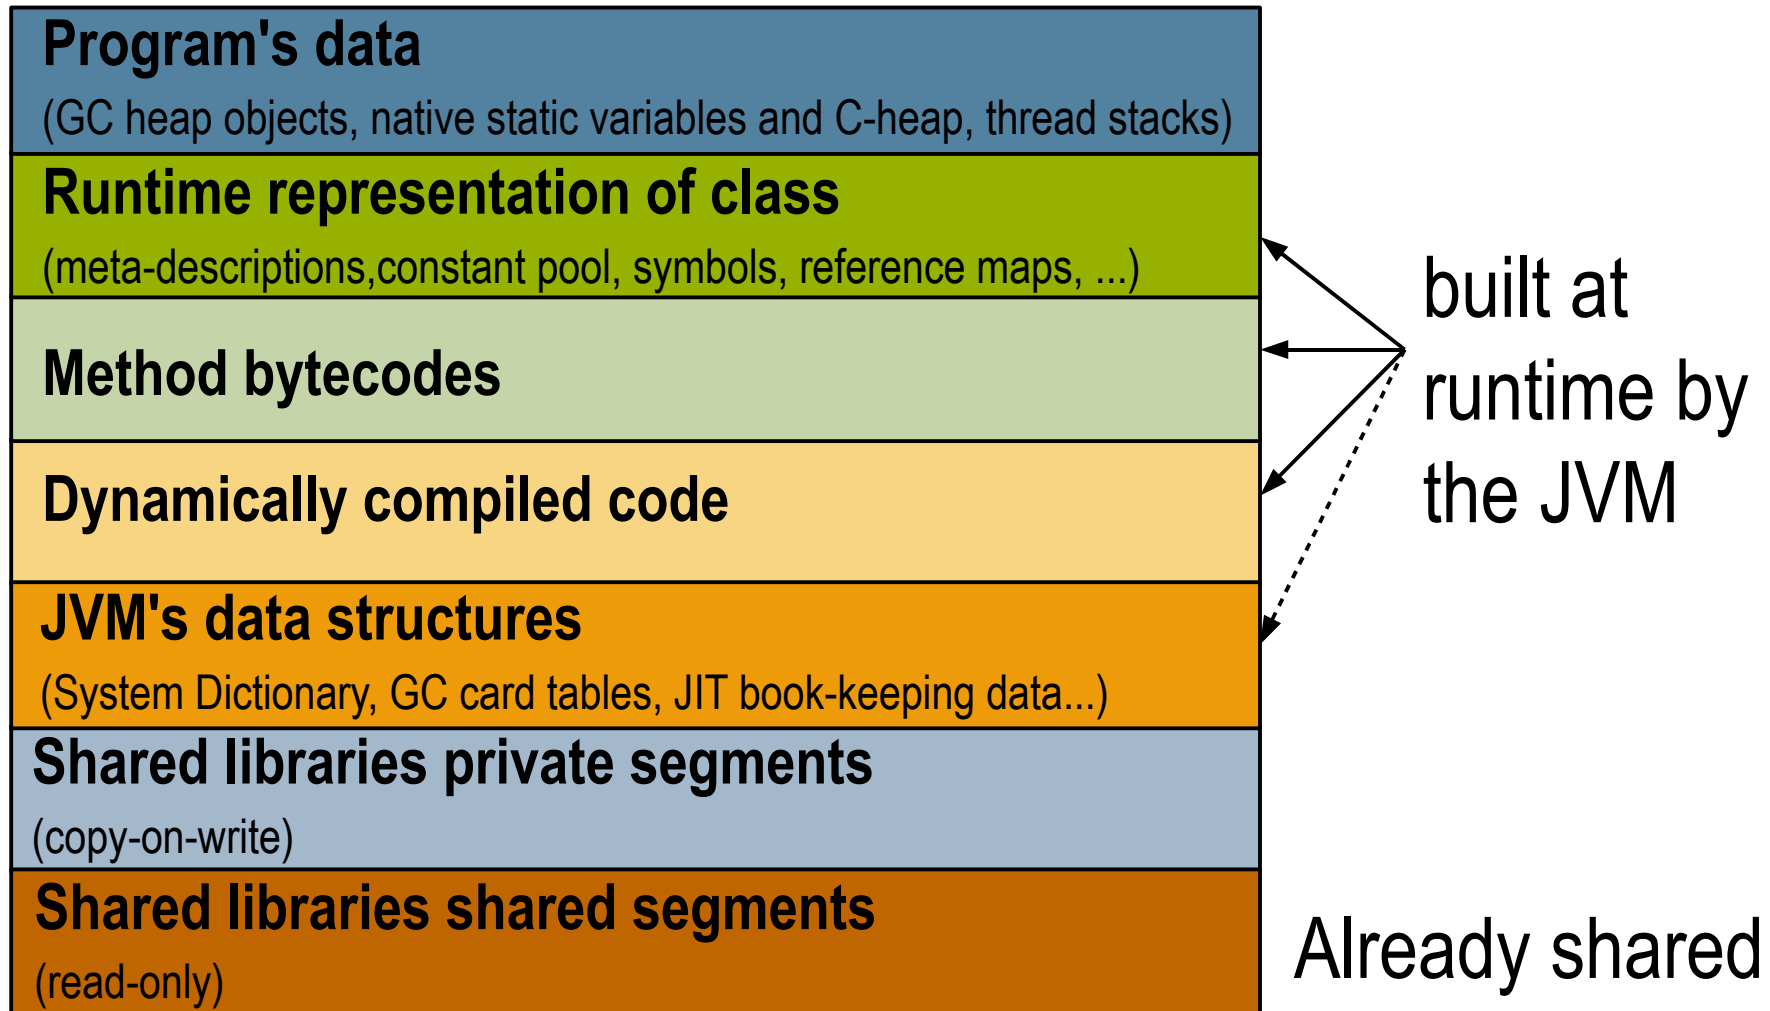 Program's data
(GC heap objects, native static variables and C-heap, thread stacks)
Runtime representation of class
(meta-descriptions,constant pool, symbols, reference maps, ...)
Method bytecodes
Dynamically compiled code
JVM's data structures
(System Dictionary, GC card tables, JIT book-keeping data...)
Shared libraries private segments
(copy-on-write)
Shared libraries shared segments
(read-only)
built at
runtime by
the JVM
Already shared